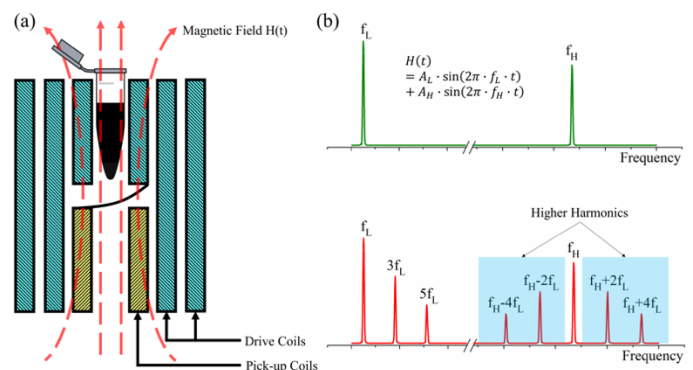 (a)
Magnetic Field H(t)
Drive Coils
Pick-up Coils
(b)
f_L
f_H
H(t)
= A_L · sin(2π · f_L · t)
+ A_H · sin(2π · f_H · t)
Frequency
Higher Harmonics
f_L
3f_L
5f_L
f_H-4f_L
f_H-2f_L
f_H
f_H+2f_L
f_H+4f_L
Frequency